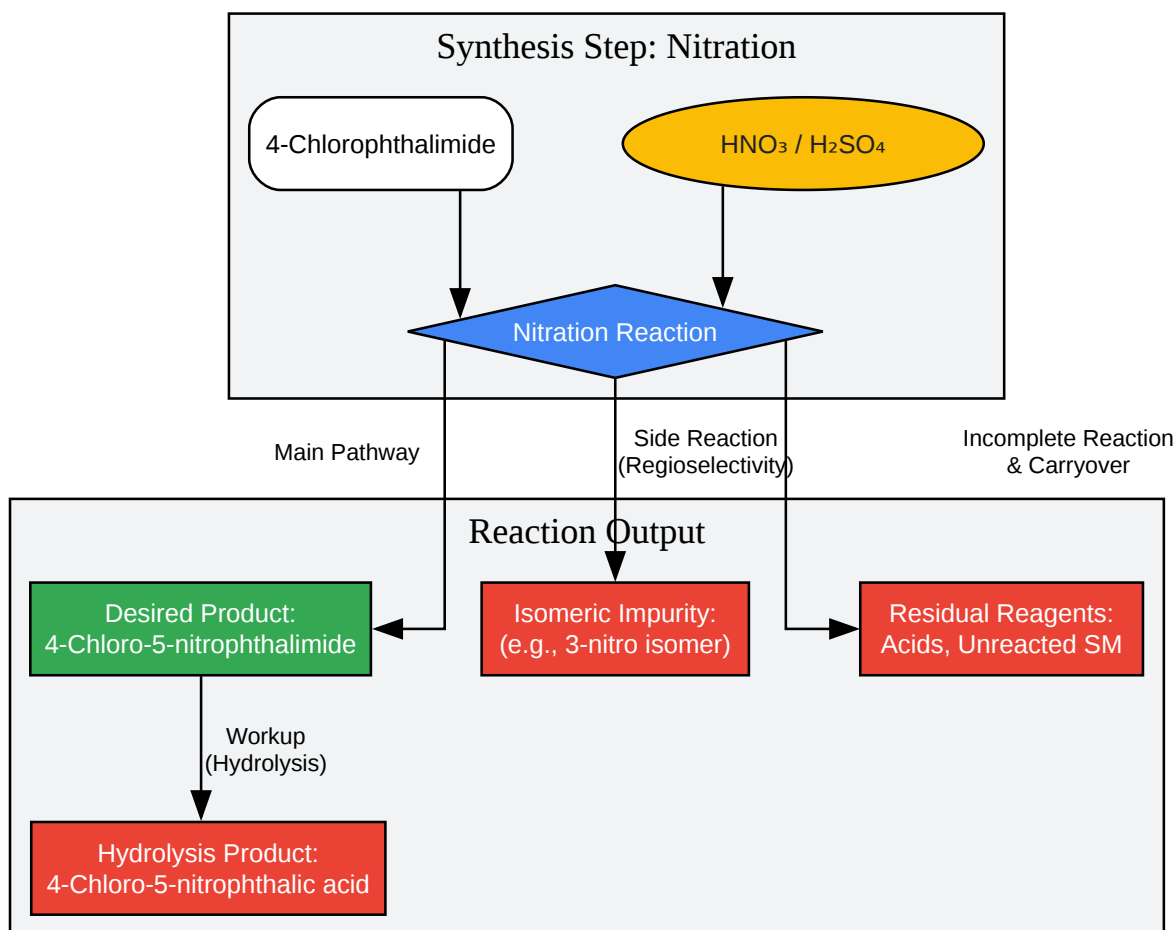 Synthesis Step: Nitration
4-Chlorophthalimide
HNO₃ / H₂SO₄
Nitration Reaction
Main Pathway
Side Reaction
(Regioselectivity)
Incomplete Reaction
& Carryover
Reaction Output
Desired Product:
4-Chloro-5-nitrophthalimide
Isomeric Impurity:
(e.g., 3-nitro isomer)
Residual Reagents:
Acids, Unreacted SM
Workup
(Hydrolysis)
Hydrolysis Product:
4-Chloro-5-nitrophthalic acid